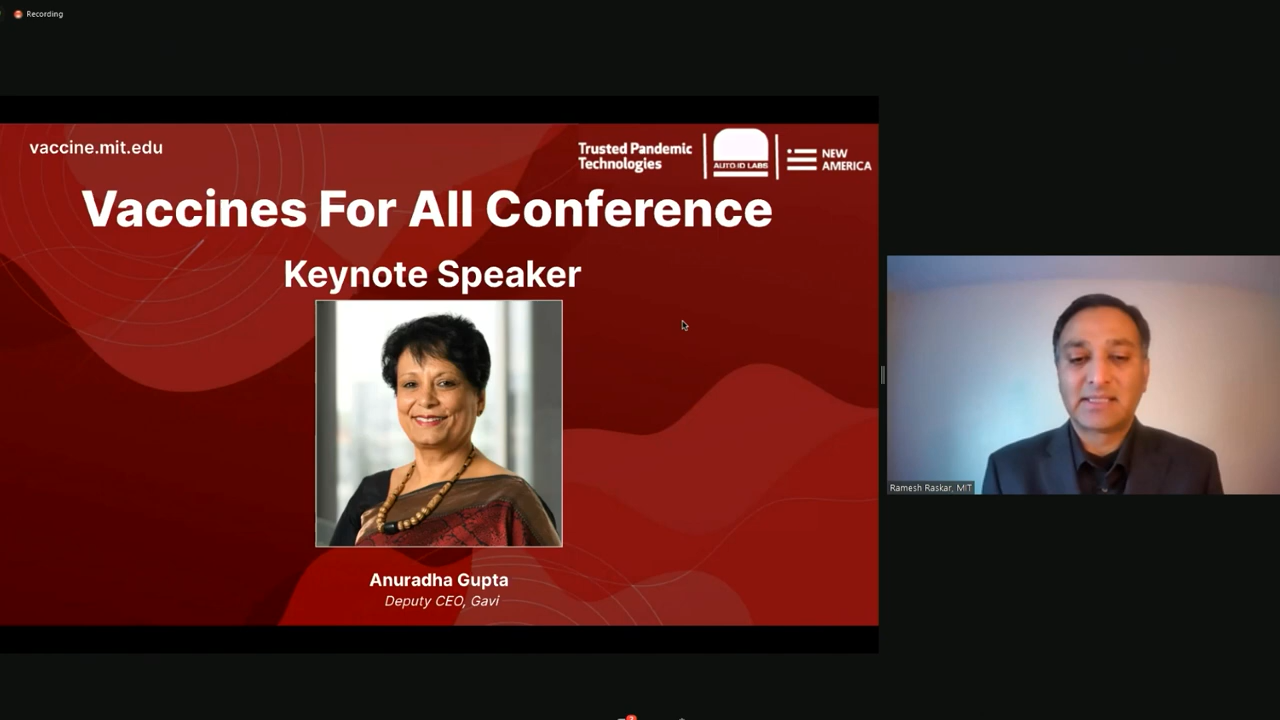 Recording
vaccine.mit.edu
Trusted Pandemic
Technologies
AUTO-ID LABS
NEW
AMERICA
Vaccines For All Conference
Keynote Speaker
Anuradha Gupta
Deputy CEO, Gavi
Ramesh Raskar, MIT